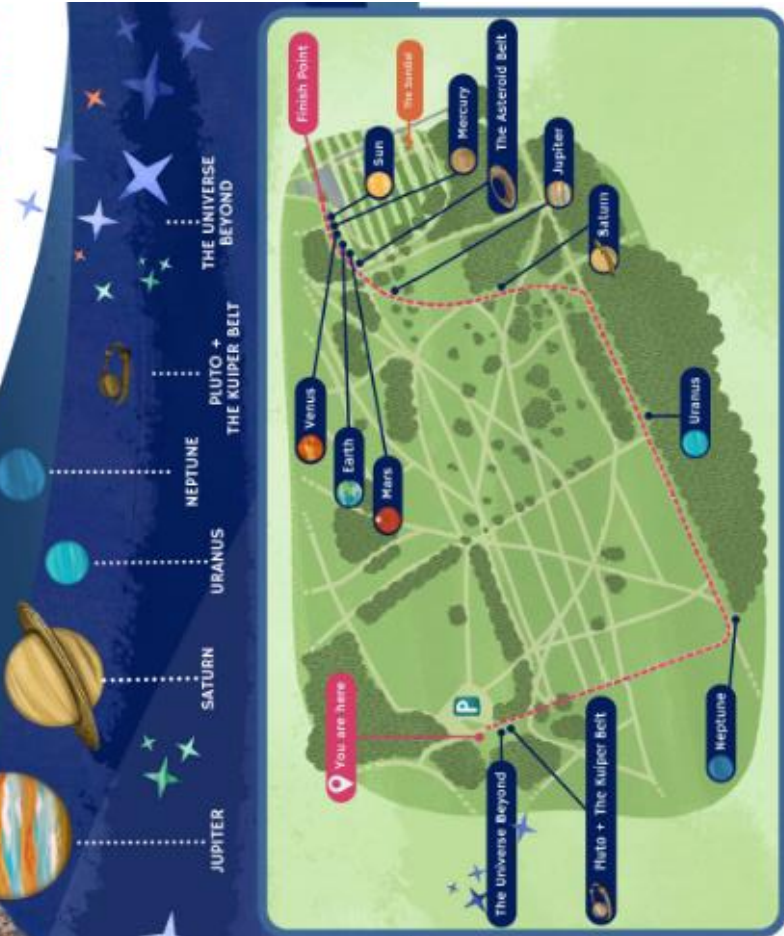 THE UNIVERSE
BEYOND
PLUTO +
THE KUIPER BELT
NEPTUNE
URANUS
SATURN
JUPITER
Finish Point
The Sundial
Sun
Mercury
The Asteroid Belt
Jupiter
Saturn
Venus
Earth
Mars
Uranus
You are here
P
The Universe Beyond
Pluto + The Kuiper Belt
Neptune